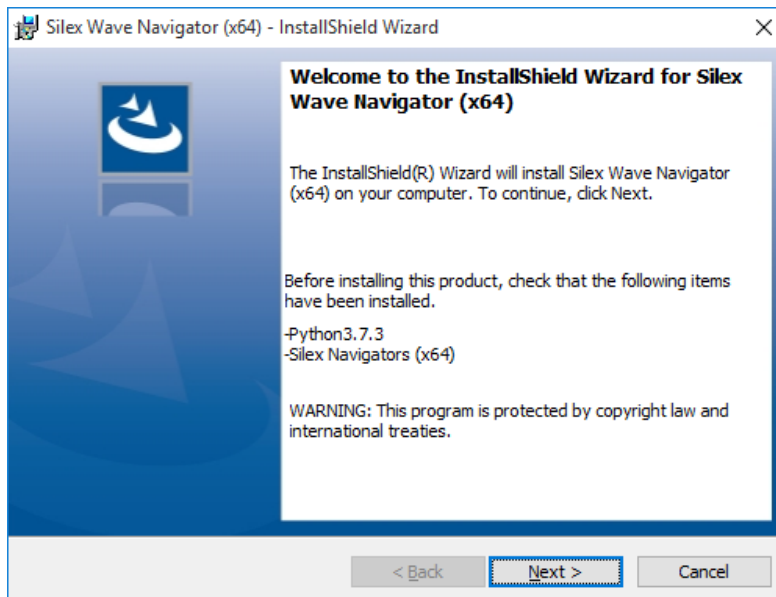 Silex Wave Navigator (x64) - InstallShield Wizard
Welcome to the InstallShield Wizard for Silex
Wave Navigator (x64)
The InstallShield(R) Wizard will install Silex Wave Navigator
(x64) on your computer. To continue, click Next.
Before installing this product, check that the following items
have been installed.
-Python3.7.3
-Silex Navigators (x64)
WARNING: This program is protected by copyright law and
international treaties.
< Back
Next >
Cancel